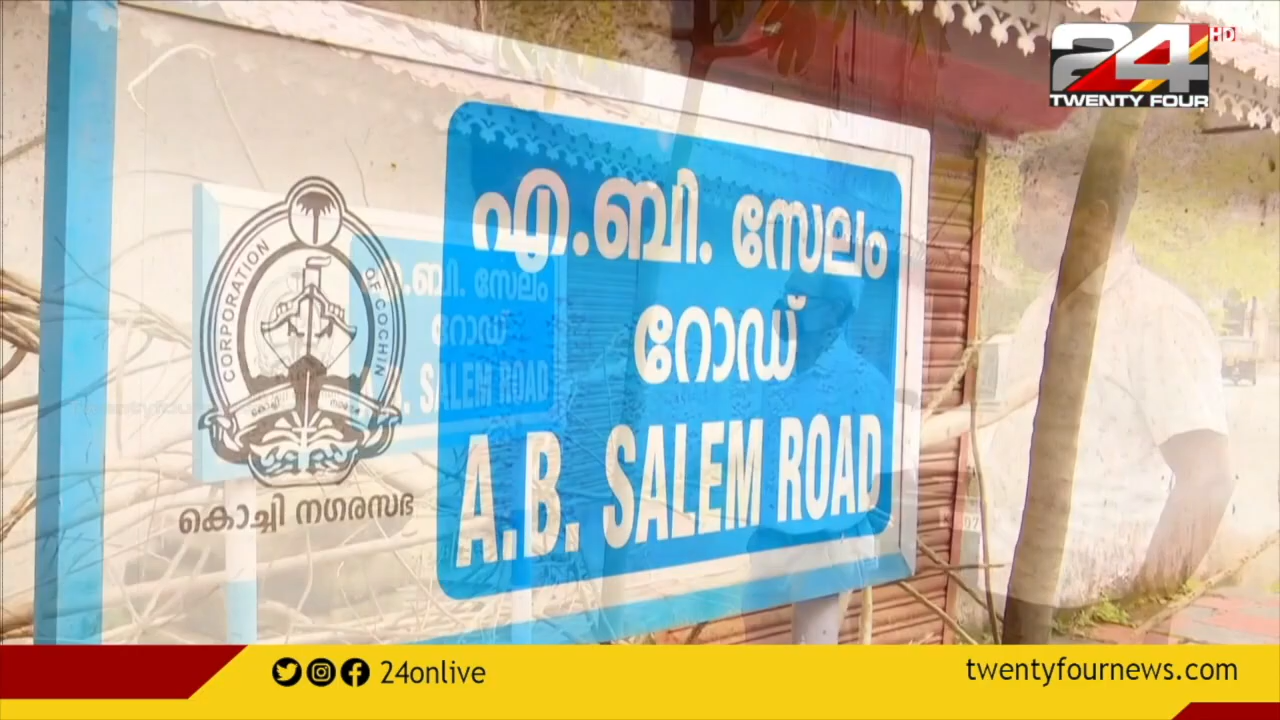 24 HD
TWENTY FOUR
എ.ബി. സേലം
റോഡ്
A.B. SALEM ROAD
CORPORATION OF COCHIN
കൊച്ചി നഗരസഭ
.ബി. സേലം
റോഡ്
. SALEM ROAD
24onlive
twentyfournews.com